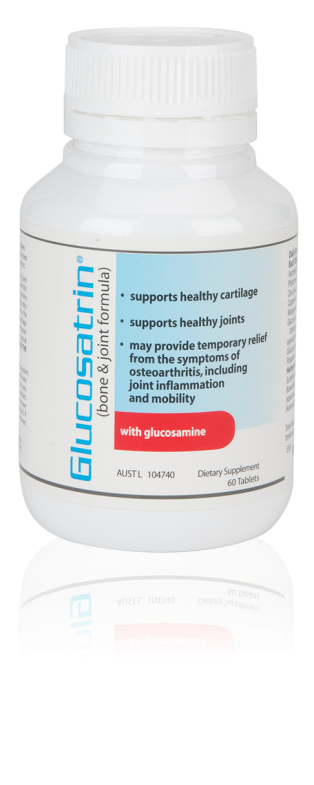 Glucosatrin®
(bone & joint formula)
• supports healthy cartilage
• supports healthy joints
• may provide temporary relief
from the symptoms of
osteoarthritis, including
joint inflammation
and mobility
with glucosamine
AUST L 104740
Dietary Supplement
60 Tablets